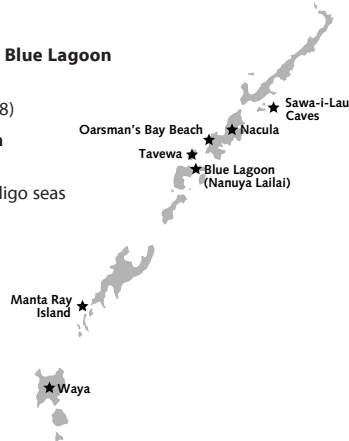 Blue Lagoon
8)
digo seas
Sawa-i-Lau
Caves
Oarsman's Bay Beach
Nacula
Tavewa
Blue Lagoon
(Nanuya Lailai)
Manta Ray
Island
Waya